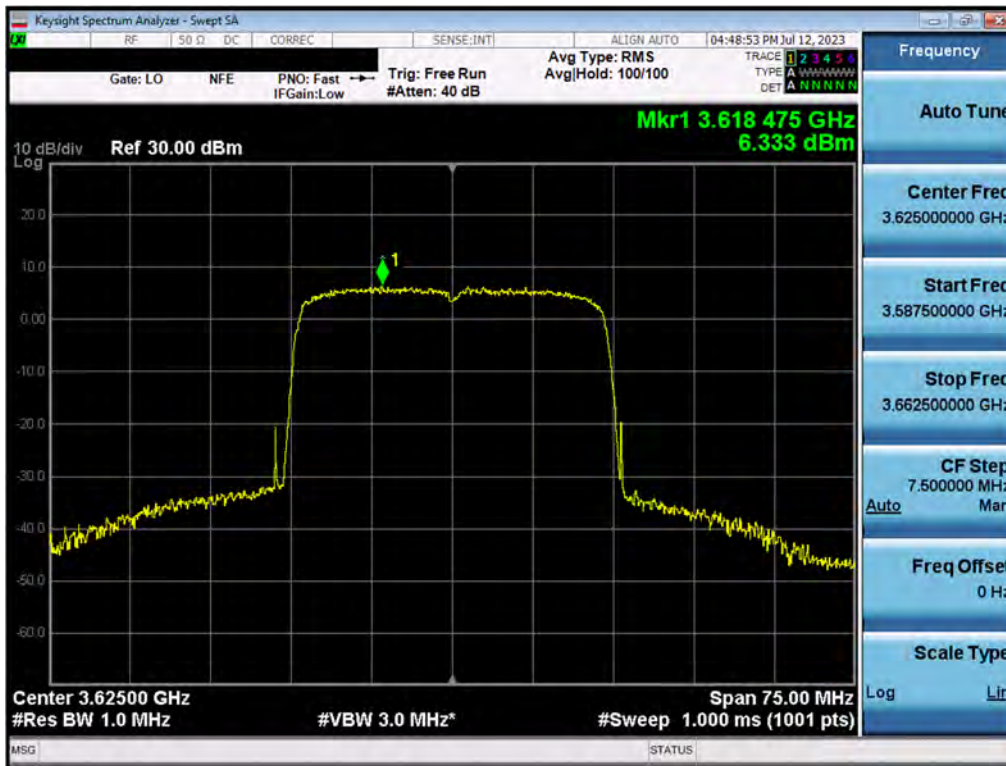 Keysight Spectrum Analyzer - Swept SA
LXI RF 50 Ω DC CORREC SENSE:INT ALIGN AUTO 04:48:53 PM Jul 12, 2023
Gate: LO NFE PNO: Fast Trig: Free Run Avg Type: RMS TRACE 1 2 3 4 5 6
IFGain:Low #Atten: 40 dB Avg|Hold: 100/100 TYPE A WWWWW
DET A N N N N N
Mkr1 3.618 475 GHz
6.333 dBm
10 dB/div Ref 30.00 dBm
Log
20.0
10.0
1
0.00
-10.0
-20.0
-30.0
-40.0
-50.0
-60.0
Center 3.62500 GHz Span 75.00 MHz
#Res BW 1.0 MHz #VBW 3.0 MHz* #Sweep 1.000 ms (1001 pts)
MSG STATUS
Frequency
Auto Tune
Center Freq
3.625000000 GHz
Start Freq
3.587500000 GHz
Stop Freq
3.662500000 GHz
CF Step
7.500000 MHz
Auto Man
Freq Offset
0 Hz
Scale Type
Log Lin